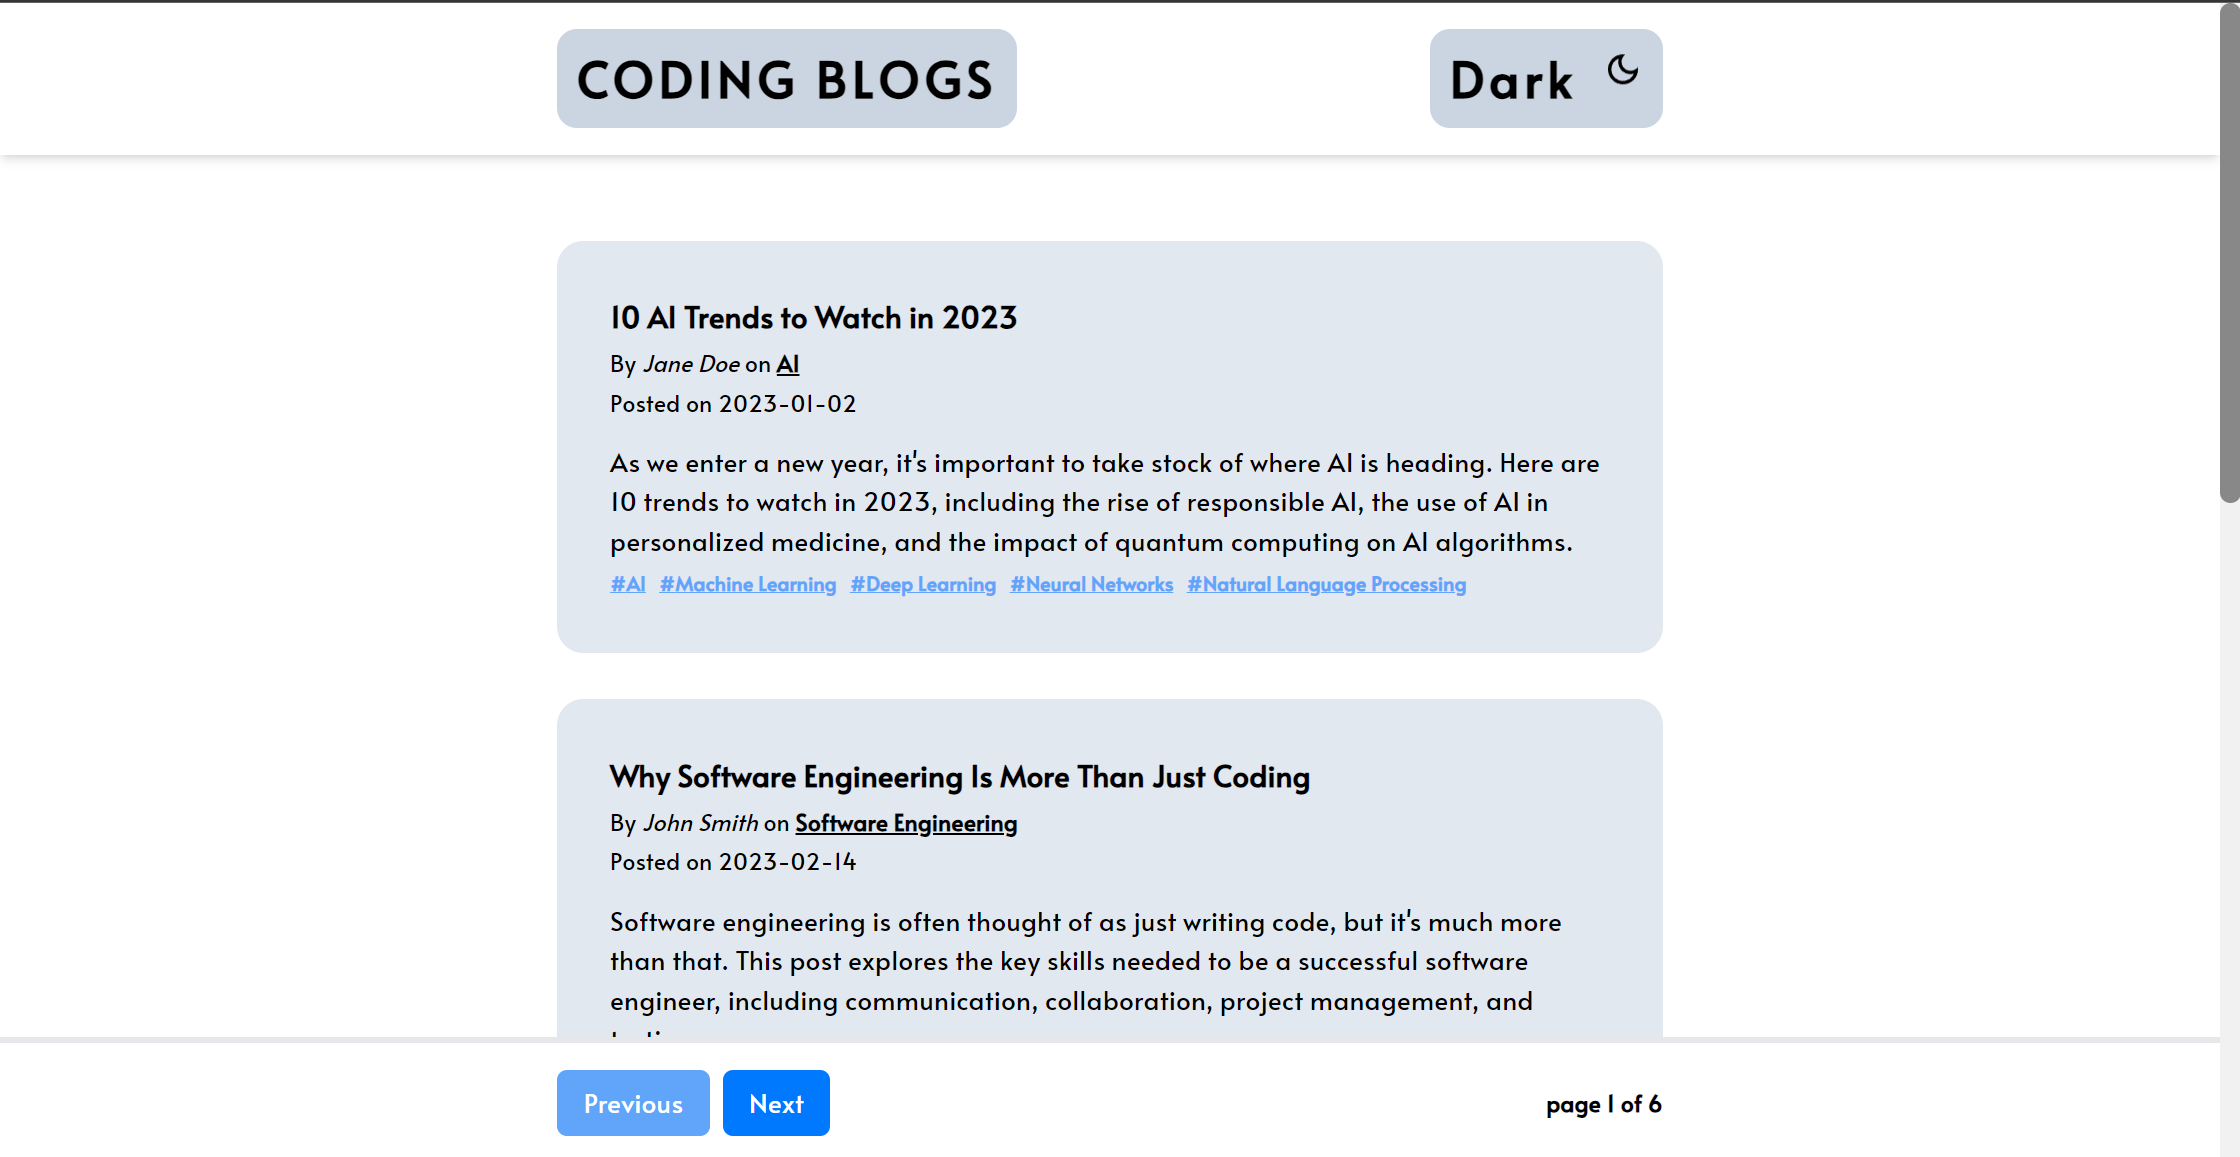 CODING BLOGS
Dark
10 AI Trends to Watch in 2023
By Jane Doe on AI
Posted on 2023-01-02
As we enter a new year, it's important to take stock of where AI is heading. Here are
10 trends to watch in 2023, including the rise of responsible AI, the use of AI in
personalized medicine, and the impact of quantum computing on AI algorithms.
#AI #Machine Learning #Deep Learning #Neural Networks #Natural Language Processing
Why Software Engineering Is More Than Just Coding
By John Smith on Software Engineering
Posted on 2023-02-14
Software engineering is often thought of as just writing code, but it's much more
than that. This post explores the key skills needed to be a successful software
engineer, including communication, collaboration, project management, and
Previous Next
page 1 of 6